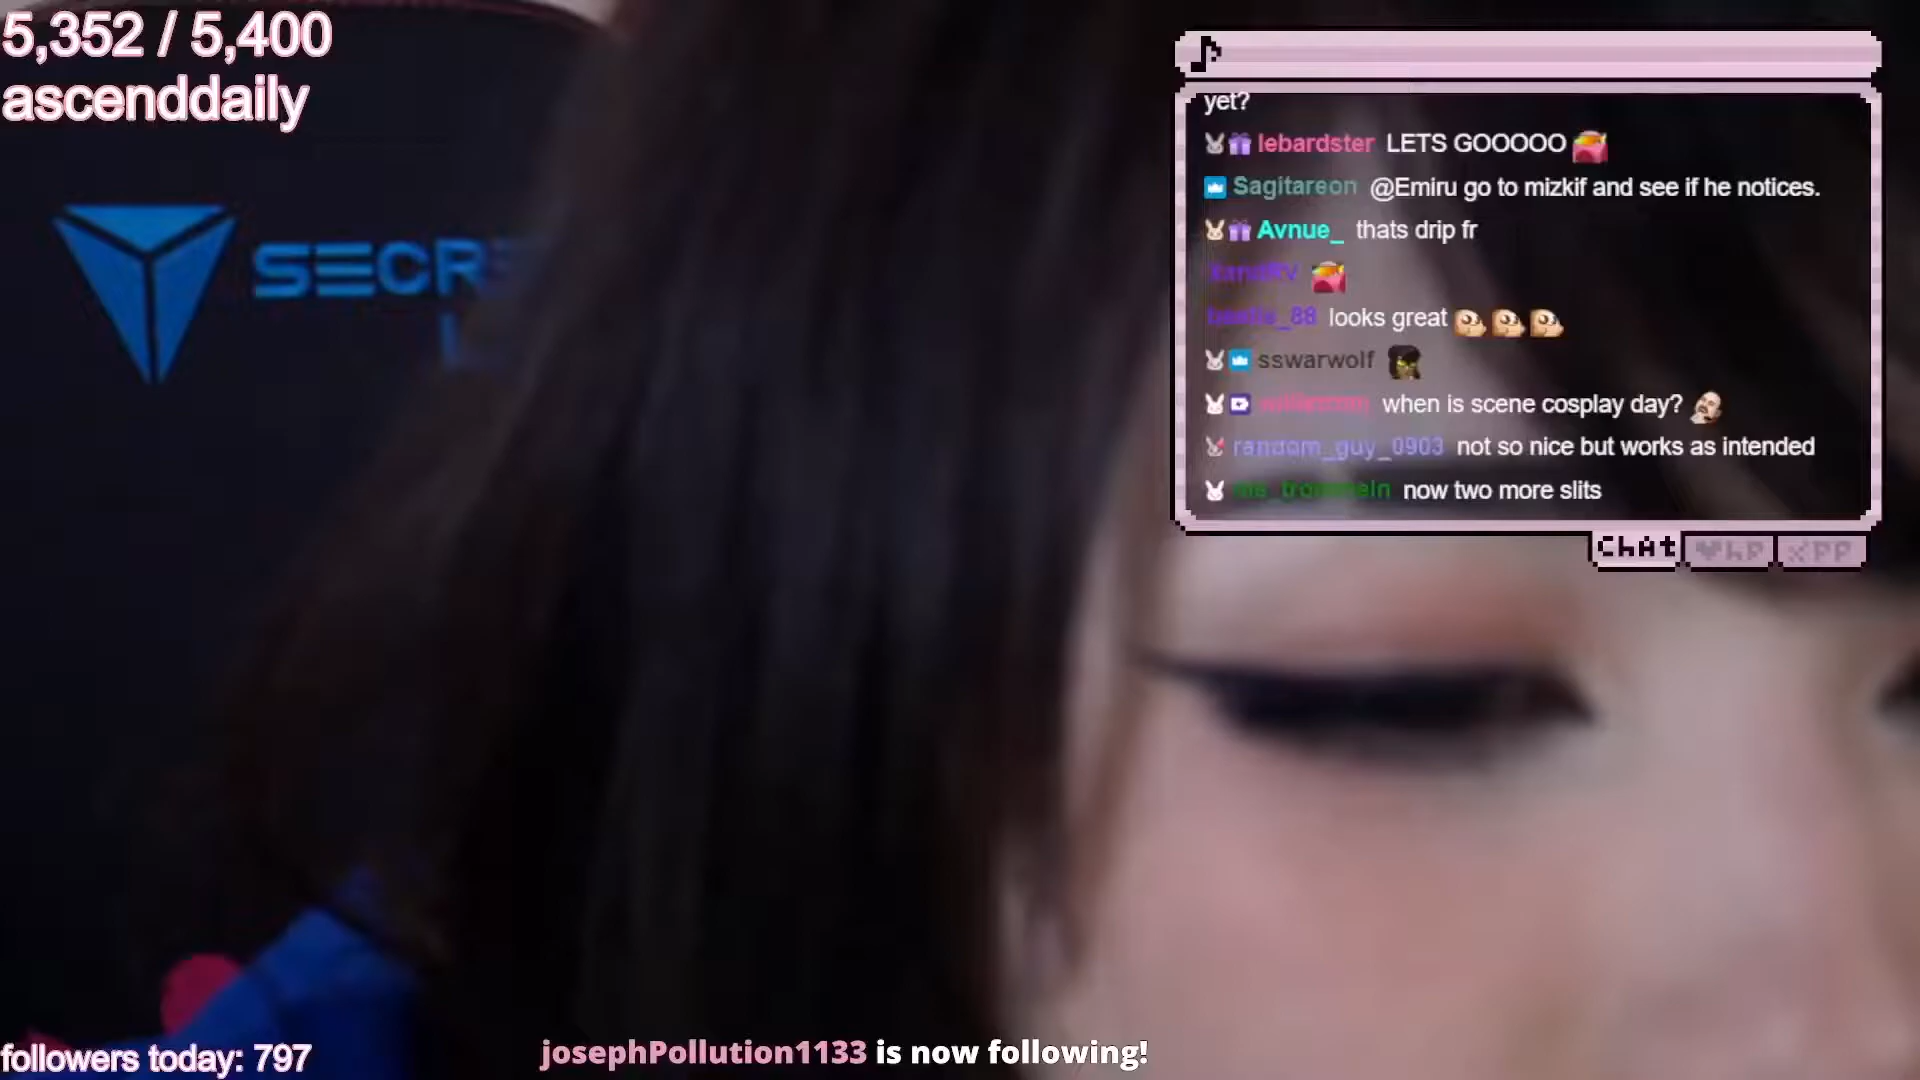 5,352 / 5,400
ascenddaily
SECRE
L
yet?
lebardster LETS GOOOOO
Sagitareon @Emiru go to mizkif and see if he notices.
Avnue_ thats drip fr
looks great
sswarwolf
when is scene cosplay day?
random_guy_0903 not so nice but works as intended
now two more slits
ChAt
followers today: 797
josephPollution1133 is now following!